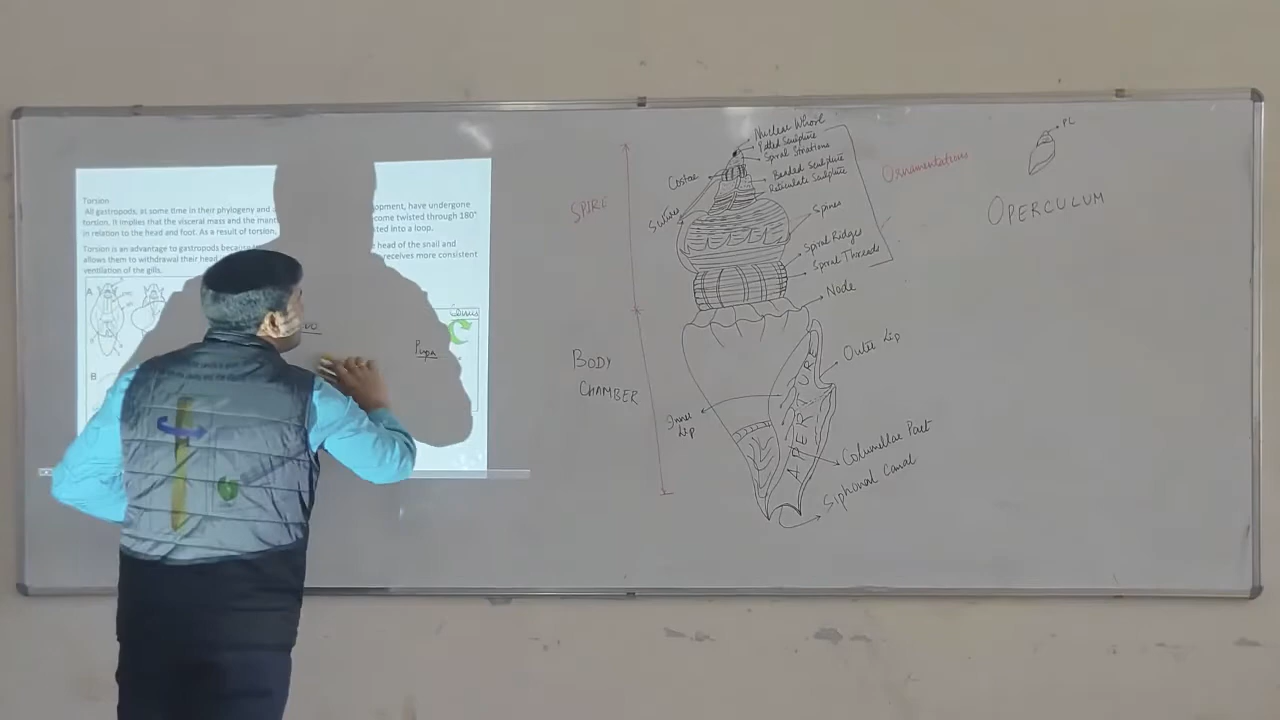 Torsion
All gastropods, at some time in their phylogeny and
opment, have undergone
torsion. It implies that the visceral mass and the mant
come twisted through 180°
in relation to the head and foot. As a result of torsion,
sted into a loop.
Torsion is an advantage to gastropods because
head of the snail and
allows them to withdrawal their head
receives more consistent
ventilation of the gills.
A
B
Conus
Pupa
SPIRE
BODY
CHAMBER
Nuclear Whorl
Pitted Sculpture
Spiral Striations
Costae
Beaded Sculpture
Reticulate Sculpture
Sutures
Spines
Spiral Ridges
Spiral Threads
Node
Outer Lip
Inner
Lip
APERTURE
Columellae Part
Siphonal Canal
Ornamentations
PL
OPERCULUM